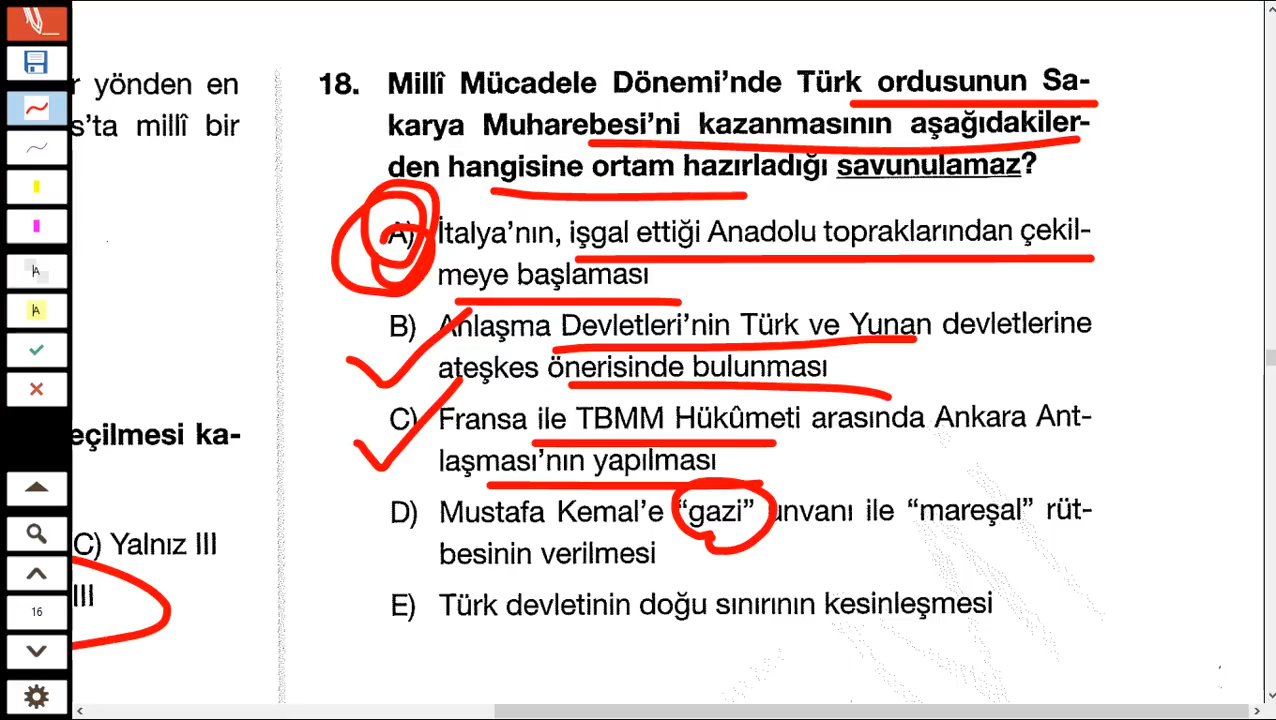 r yönden en
s'ta millî bir
eçilmesi ka-
C) Yalnız III
III
18. Millî Mücadele Dönemi'nde Türk ordusunun Sa-
karya Muharebesi'ni kazanmasının aşağıdakiler-
den hangisine ortam hazırladığı savunulamaz?
A) İtalya'nın, işgal ettiği Anadolu topraklarından çekil-
meye başlaması
B) Anlaşma Devletleri'nin Türk ve Yunan devletlerine
ateşkes önerisinde bulunması
C) Fransa ile TBMM Hükûmeti arasında Ankara Ant-
laşması'nın yapılması
D) Mustafa Kemal'e “gazi” unvanı ile “mareşal” rüt-
besinin verilmesi
E) Türk devletinin doğu sınırının kesinleşmesi
A
A
16